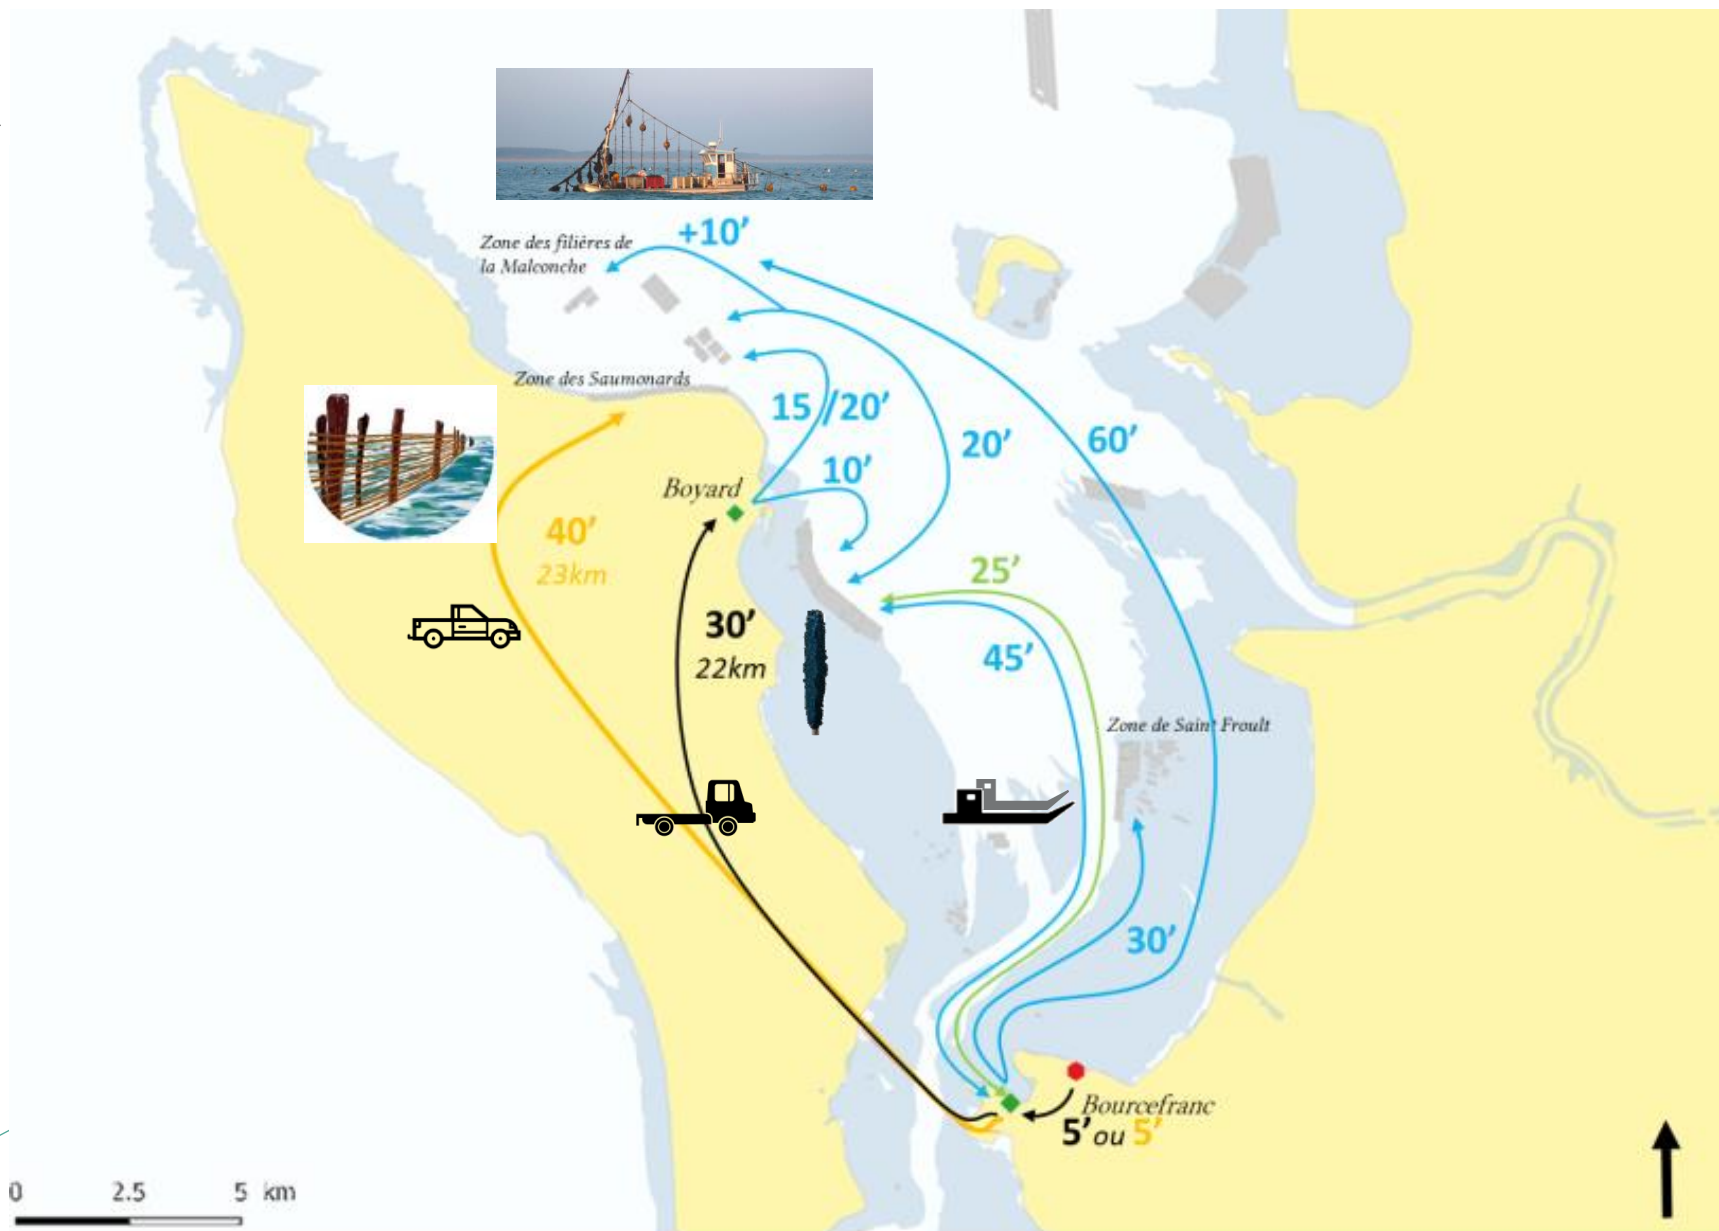 +10’
Zone des filières de
la Malconche
Zone des Saumonards
15 /20’
20’
60’
10’
Boyard
40’
23km
25’
30’
22km
45’
Zone de Saint Froult
30’
Bourcefranc
5’ ou 5’
0 2.5 5 km